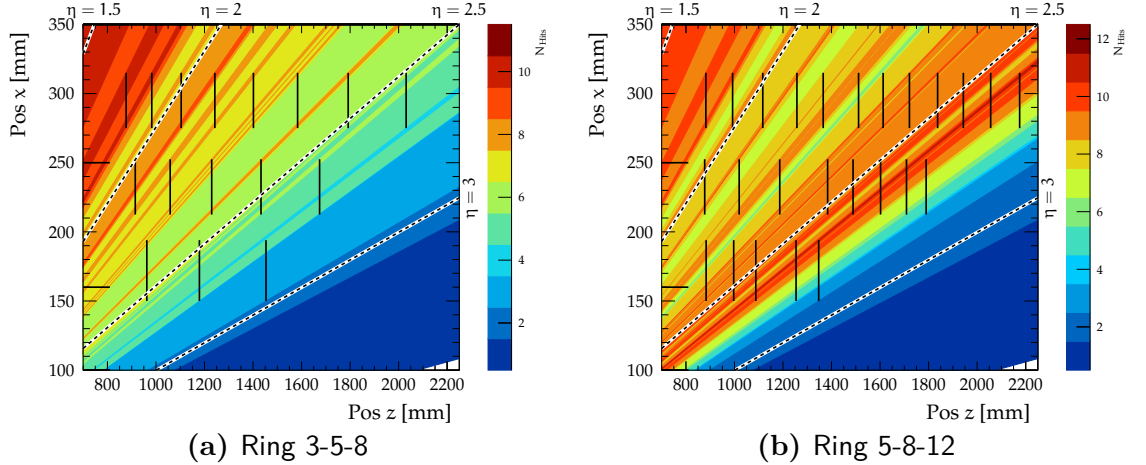 η = 1.5 η = 2 η = 2.5 η = 1.5 η = 2 η = 2.5
350 350
300 300
250 250
200 200
150 150
100 100
Pos x [mm] Pos x [mm]
η = 3 η = 3
N_Hits N_Hits
10 12
8 10
6 8
4 6
2 4
2
800 1000 1200 1400 1600 1800 2000 2200 800 1000 1200 1400 1600 1800 2000 2200
Pos z [mm] Pos z [mm]
(a) Ring 3-5-8 (b) Ring 5-8-12